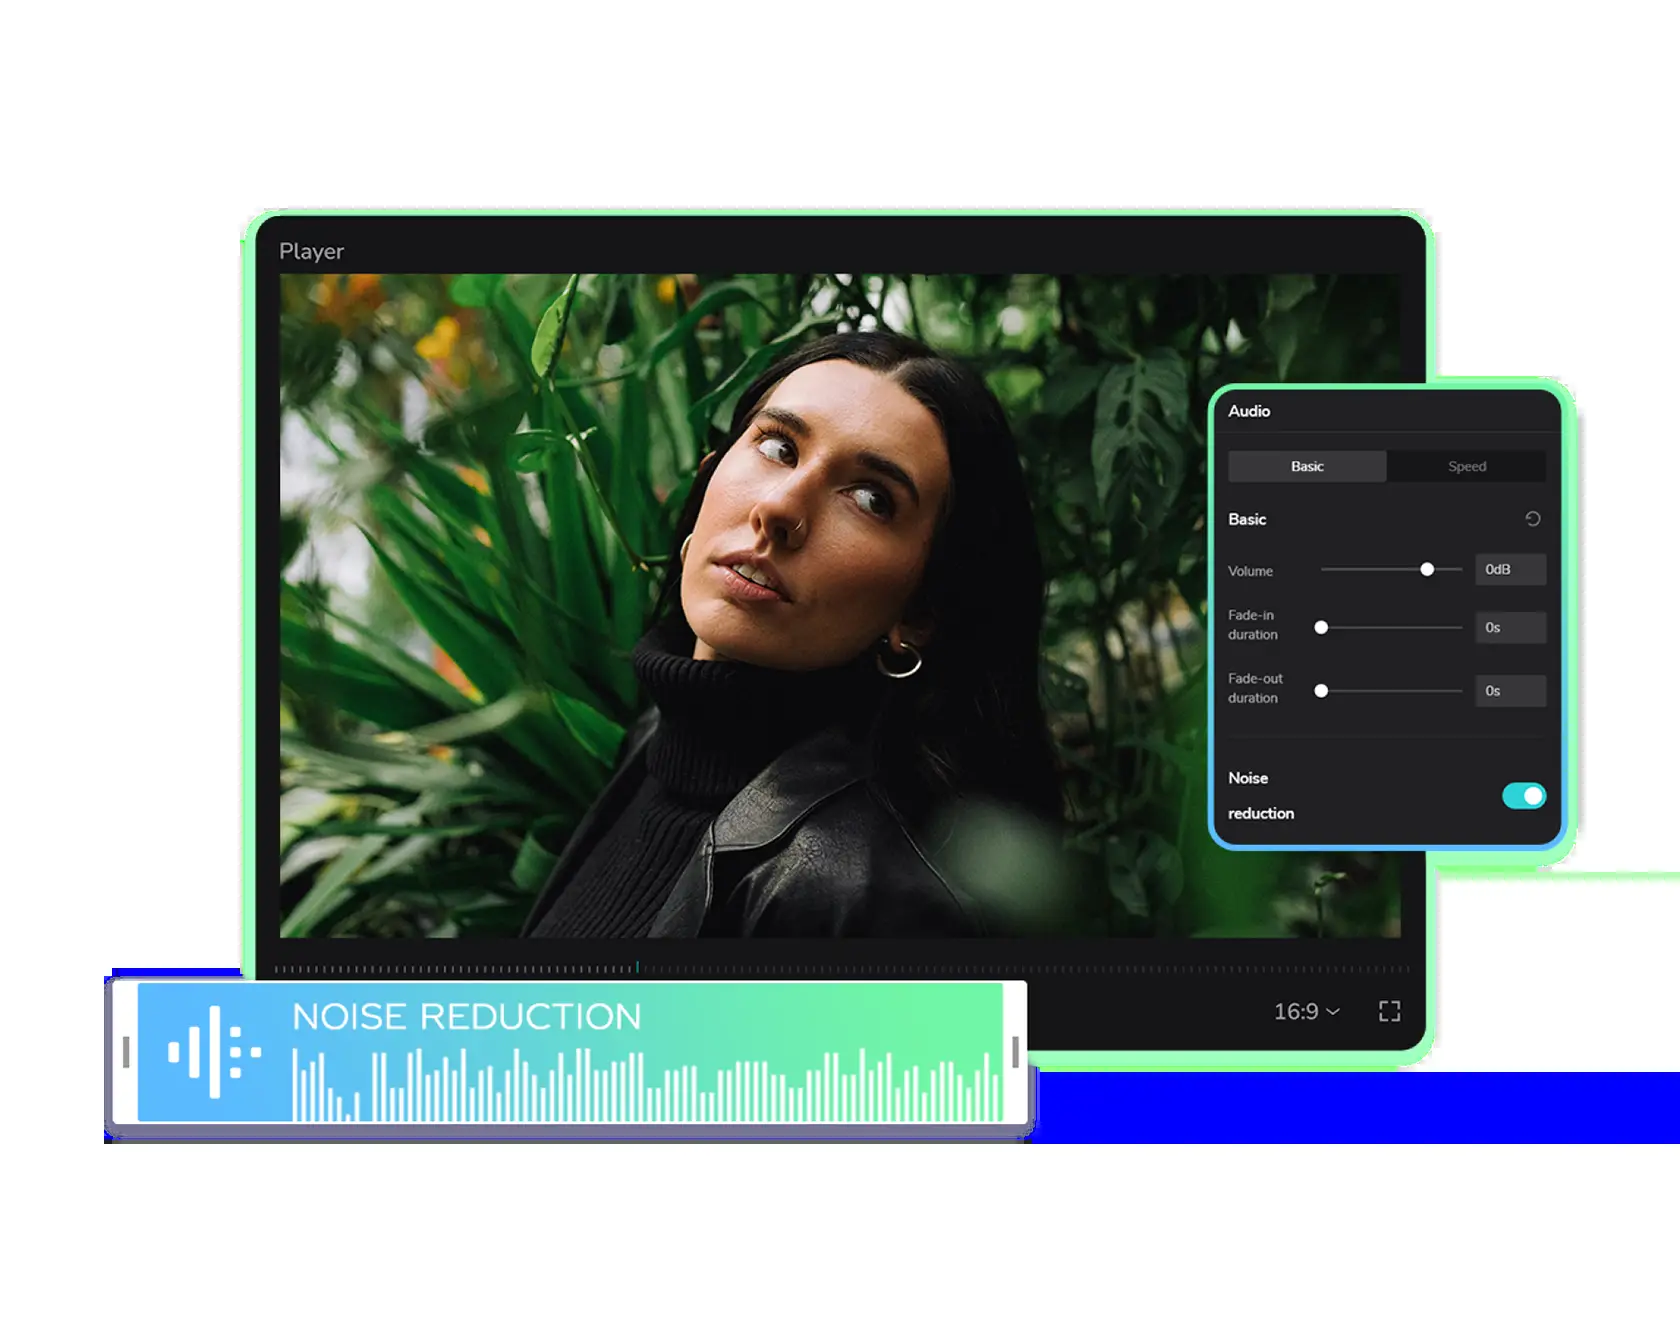 Player
Audio
Basic Speed
Basic
Volume 0dB
Fade-in
duration 0s
Fade-out
duration 0s
Noise
reduction
16:9
NOISE REDUCTION